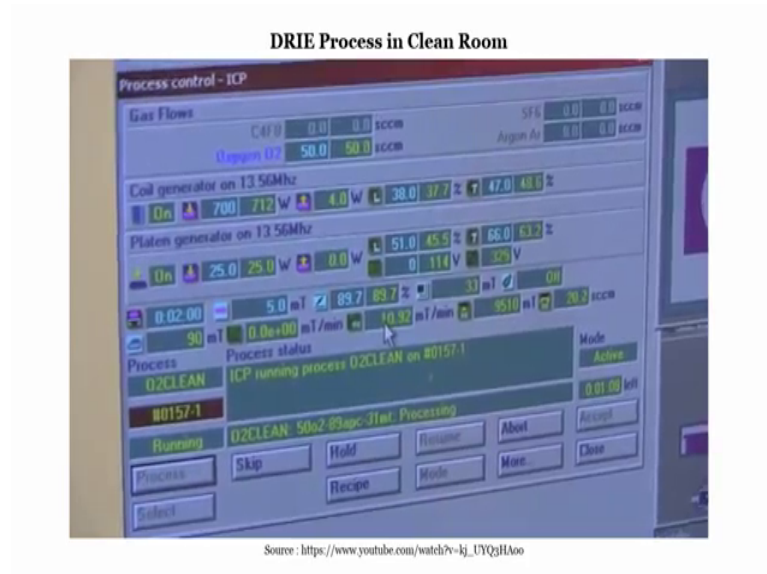 DRIE Process in Clean Room
Process control - ICP
Gas Flows
C4F8 0.0 0.0 sccm SF6 0.0 0.0 sccm
Oxygen O2 50.0 50.0 sccm Argon Ar 0.0 0.0 sccm
Coil generator on 13.56Mhz
On 700 712 W 4.0 W L 38.0 37.7 % T 47.0 48.6 %
Platen generator on 13.56Mhz
On 25.0 25.0 W 0.0 W L 51.0 45.5 % T 66.0 63.2 %
0 114 V 325 V
0:02:00 5.0 mT 89.7 89.7 % 33 mT Off
90 mT 0.0e+00 mT/min 10.92 mT/min 9510 mT 20.2 sccm
Process Process status Mode
O2CLEAN ICP running process O2CLEAN on #0157-1 Active
#0157-1 0:01:08 left
Running O2CLEAN: 50o2-89apc-31mt: Processing
Process Skip Hold Resume Abort Accept
Select Recipe Mode More... Close
Source : https://www.youtube.com/watch?v=kj_UYQ3HAoo